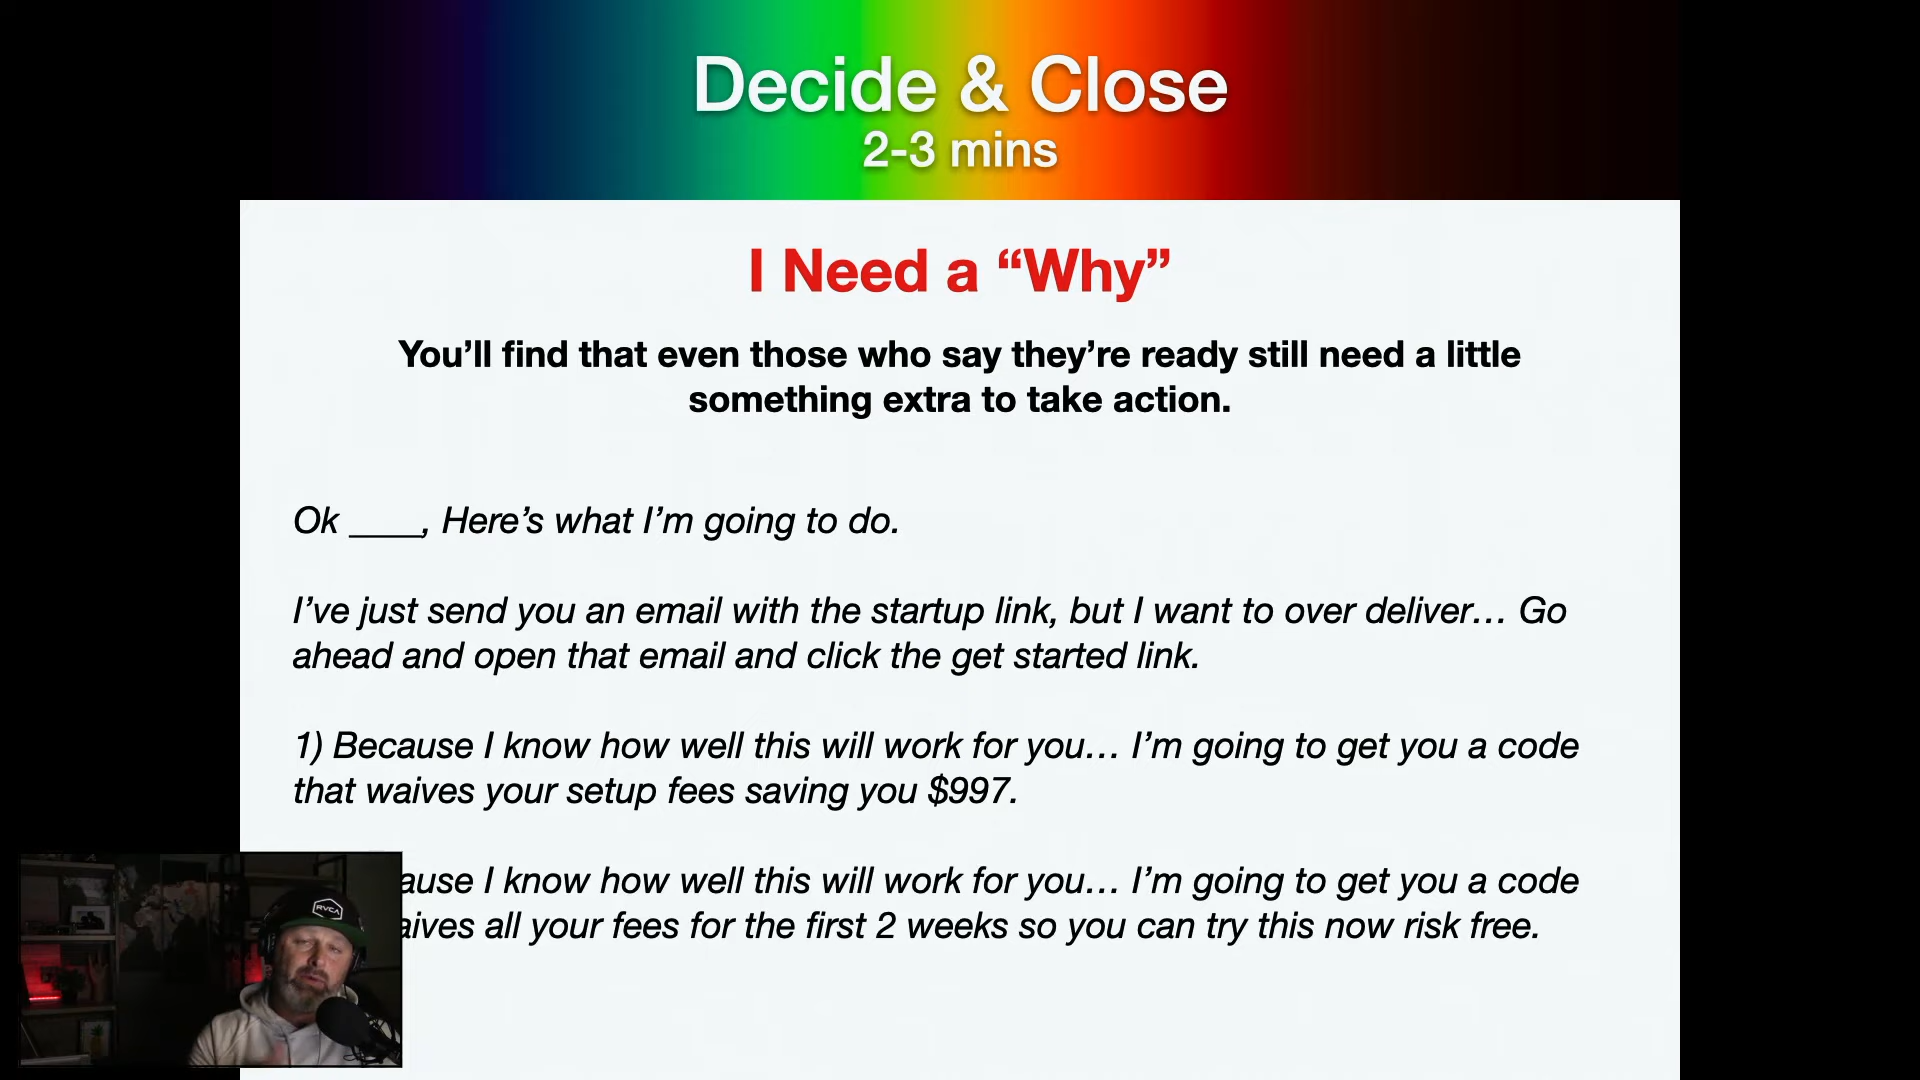 Decide & Close
2-3 mins
I Need a “Why”
You’ll find that even those who say they’re ready still need a little
something extra to take action.
Ok ____, Here’s what I’m going to do.
I’ve just send you an email with the startup link, but I want to over deliver… Go
ahead and open that email and click the get started link.
1) Because I know how well this will work for you… I’m going to get you a code
that waives your setup fees saving you $997.
ause I know how well this will work for you… I’m going to get you a code
aives all your fees for the first 2 weeks so you can try this now risk free.
RVCA